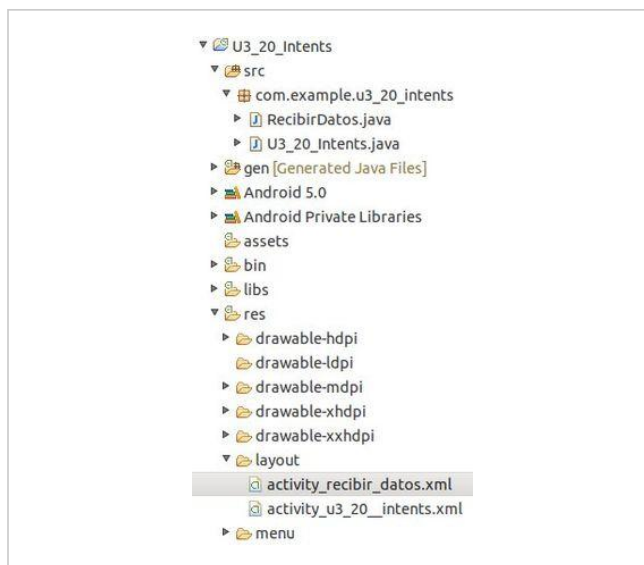 U3_20_Intents
src
com.example.u3_20_intents
RecibirDatos.java
U3_20_Intents.java
gen [Generated Java Files]
Android 5.0
Android Private Libraries
assets
bin
libs
res
drawable-hdpi
drawable-ldpi
drawable-mdpi
drawable-xhdpi
drawable-xxhdpi
layout
activity_recibir_datos.xml
activity_u3_20__intents.xml
menu